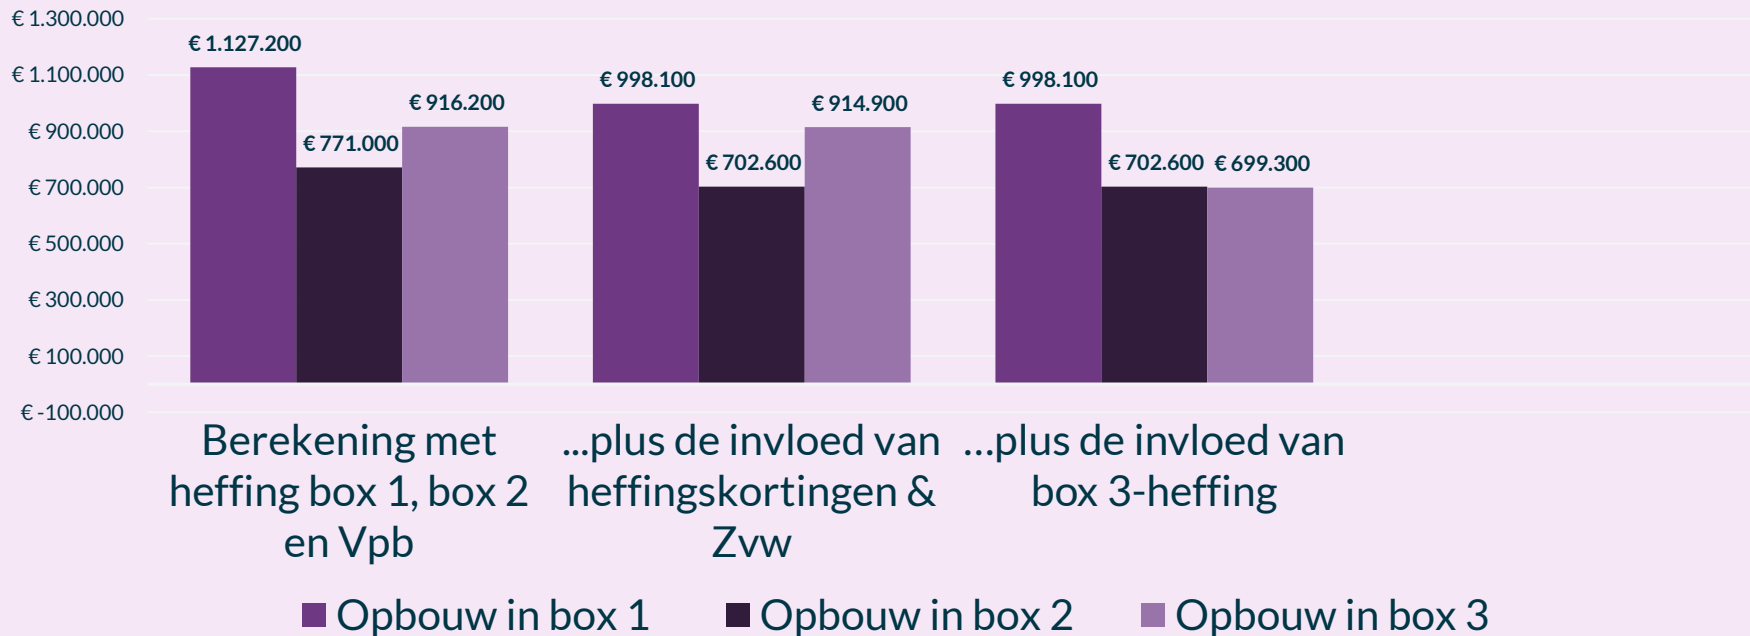 € 1.300.000
€ 1.100.000
€ 900.000
€ 700.000
€ 500.000
€ 300.000
€ 100.000
€ -100.000
€ 1.127.200
€ 771.000
€ 916.200
€ 998.100
€ 702.600
€ 914.900
€ 998.100
€ 702.600
€ 699.300
Berekening met
heffing box 1, box 2
en Vpb
...plus de invloed van
heffingskortingen &
Zvw
...plus de invloed van
box 3-heffing
Opbouw in box 1
Opbouw in box 2
Opbouw in box 3